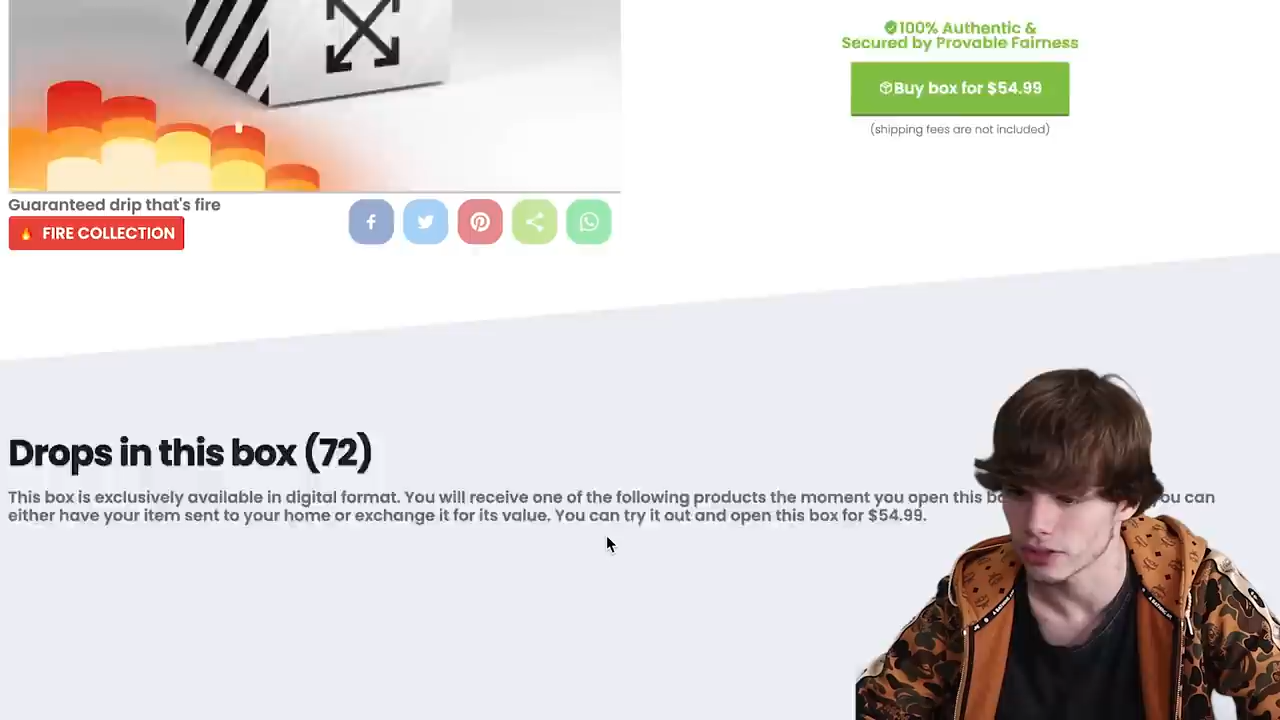 100% Authentic &
Secured by Provable Fairness
Buy box for $54.99
(shipping fees are not included)
Guaranteed drip that's fire
FIRE COLLECTION
Drops in this box (72)
This box is exclusively available in digital format. You will receive one of the following products the moment you open this can
either have your item sent to your home or exchange it for its value. You can try it out and open this box for $54.99.